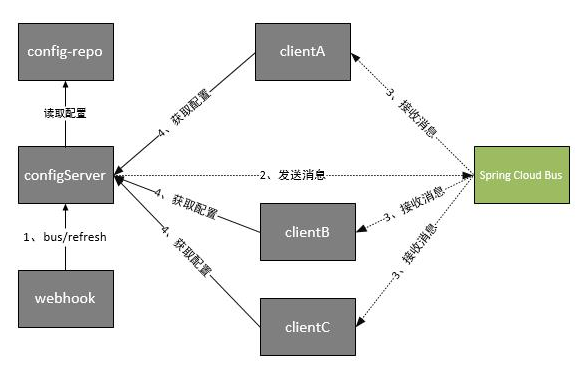 config-repo
clientA
读取配置
4、获取配置
3、接收消息
configServer
2、发送消息
Spring Cloud Bus
4、获取配置
3、接收消息
1、bus/refresh
clientB
4、获取配置
3、接收消息
webhook
clientC